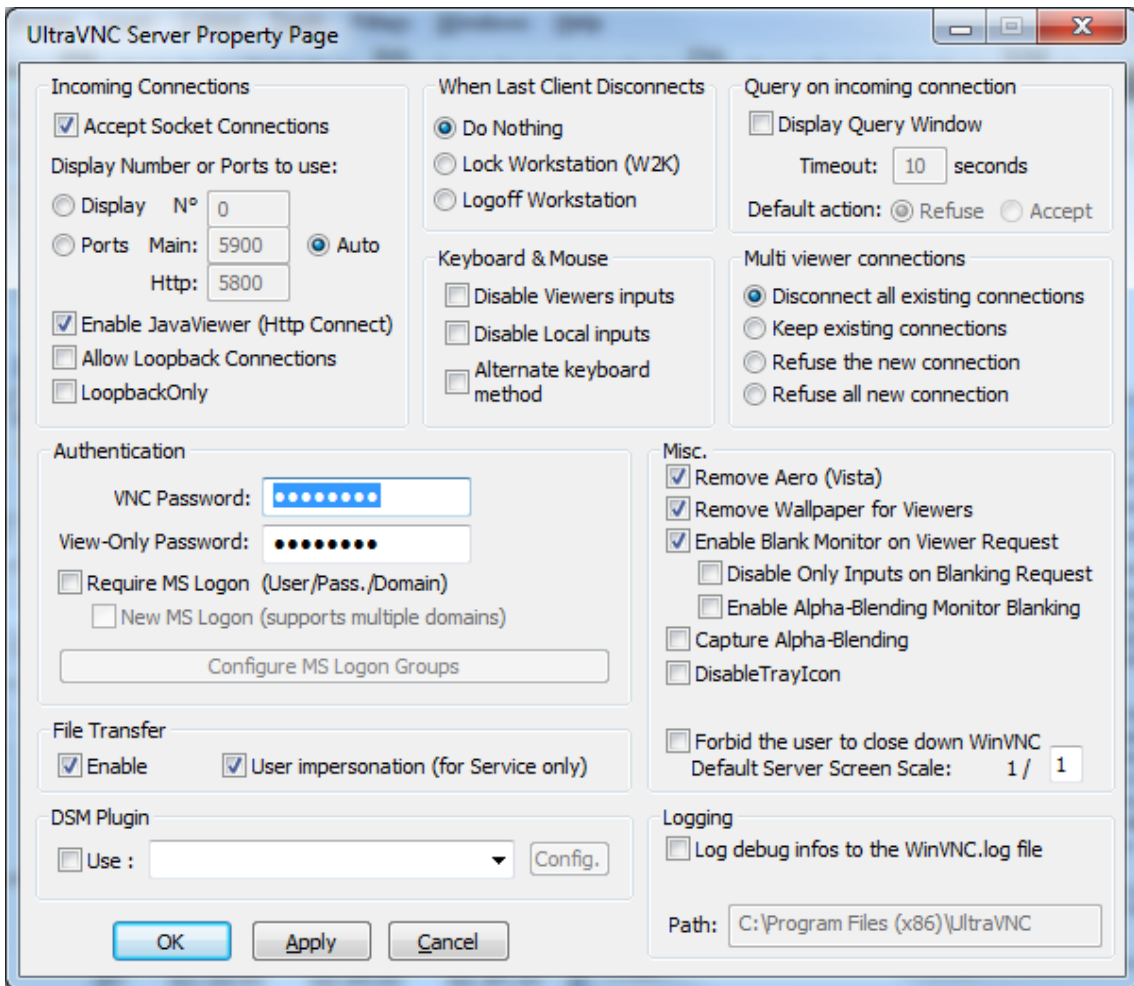 UltraVNC Server Property Page
Incoming Connections
Accept Socket Connections
Display Number or Ports to use:
Display N° 0
Ports Main: 5900 Auto
Http: 5800
Enable JavaViewer (Http Connect)
Allow Loopback Connections
LoopbackOnly
When Last Client Disconnects
Do Nothing
Lock Workstation (W2K)
Logoff Workstation
Keyboard & Mouse
Disable Viewers inputs
Disable Local inputs
Alternate keyboard
method
Query on incoming connection
Display Query Window
Timeout: 10 seconds
Default action: Refuse Accept
Multi viewer connections
Disconnect all existing connections
Keep existing connections
Refuse the new connection
Refuse all new connection
Authentication
VNC Password: ●●●●●●●●
View-Only Password: ●●●●●●●●
Require MS Logon (User/Pass./Domain)
New MS Logon (supports multiple domains)
Configure MS Logon Groups
File Transfer
Enable User impersonation (for Service only)
DSM Plugin
Use : Config.
Misc.
Remove Aero (Vista)
Remove Wallpaper for Viewers
Enable Blank Monitor on Viewer Request
Disable Only Inputs on Blanking Request
Enable Alpha-Blending Monitor Blanking
Capture Alpha-Blending
DisableTrayIcon
Forbid the user to close down WinVNC
Default Server Screen Scale: 1 / 1
Logging
Log debug infos to the WinVNC.log file
Path: C:\Program Files (x86)\UltraVNC
OK Apply Cancel